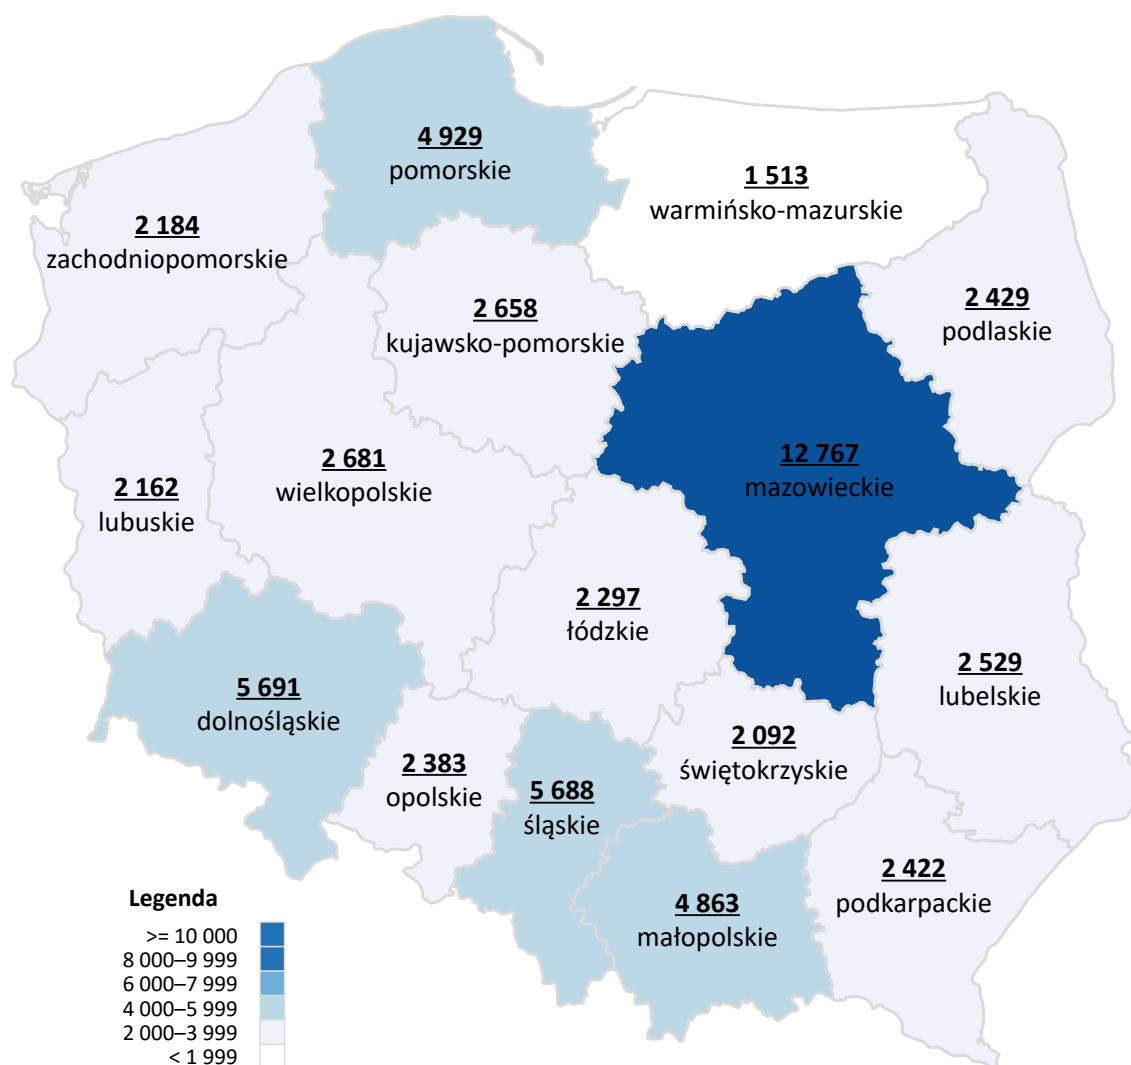 4 929
pomorskie
1 513
warmińsko-mazurskie
2 184
zachodniopomorskie
2 658
kujawsko-pomorskie
2 429
podlaskie
12 767
mazowieckie
2 681
wielkopolskie
2 162
lubuskie
2 297
łódzkie
2 529
lubelskie
5 691
dolnośląskie
2 092
świętokrzyskie
2 383
opolskie
5 688
śląskie
2 422
podkarpackie
4 863
małopolskie
Legenda
>= 10 000
8 000–9 999
6 000–7 999
4 000–5 999
2 000–3 999
< 1 999